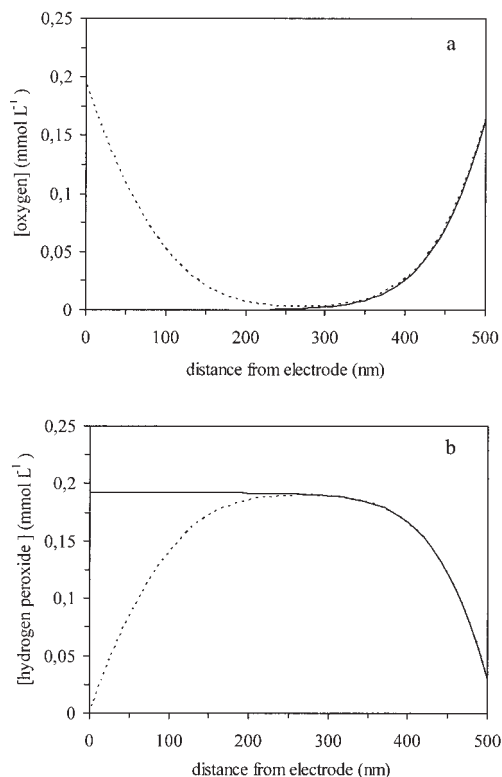 a
0,25
0,2
0,15
0,1
0,05
0
[oxygen] (mmol L⁻¹)
0 100 200 300 400 500
distance from electrode (nm)
b
0,25
0,2
0,15
0,1
0,05
0
[hydrogen peroxide ] (mmol L⁻¹)
0 100 200 300 400 500
distance from electrode (nm)